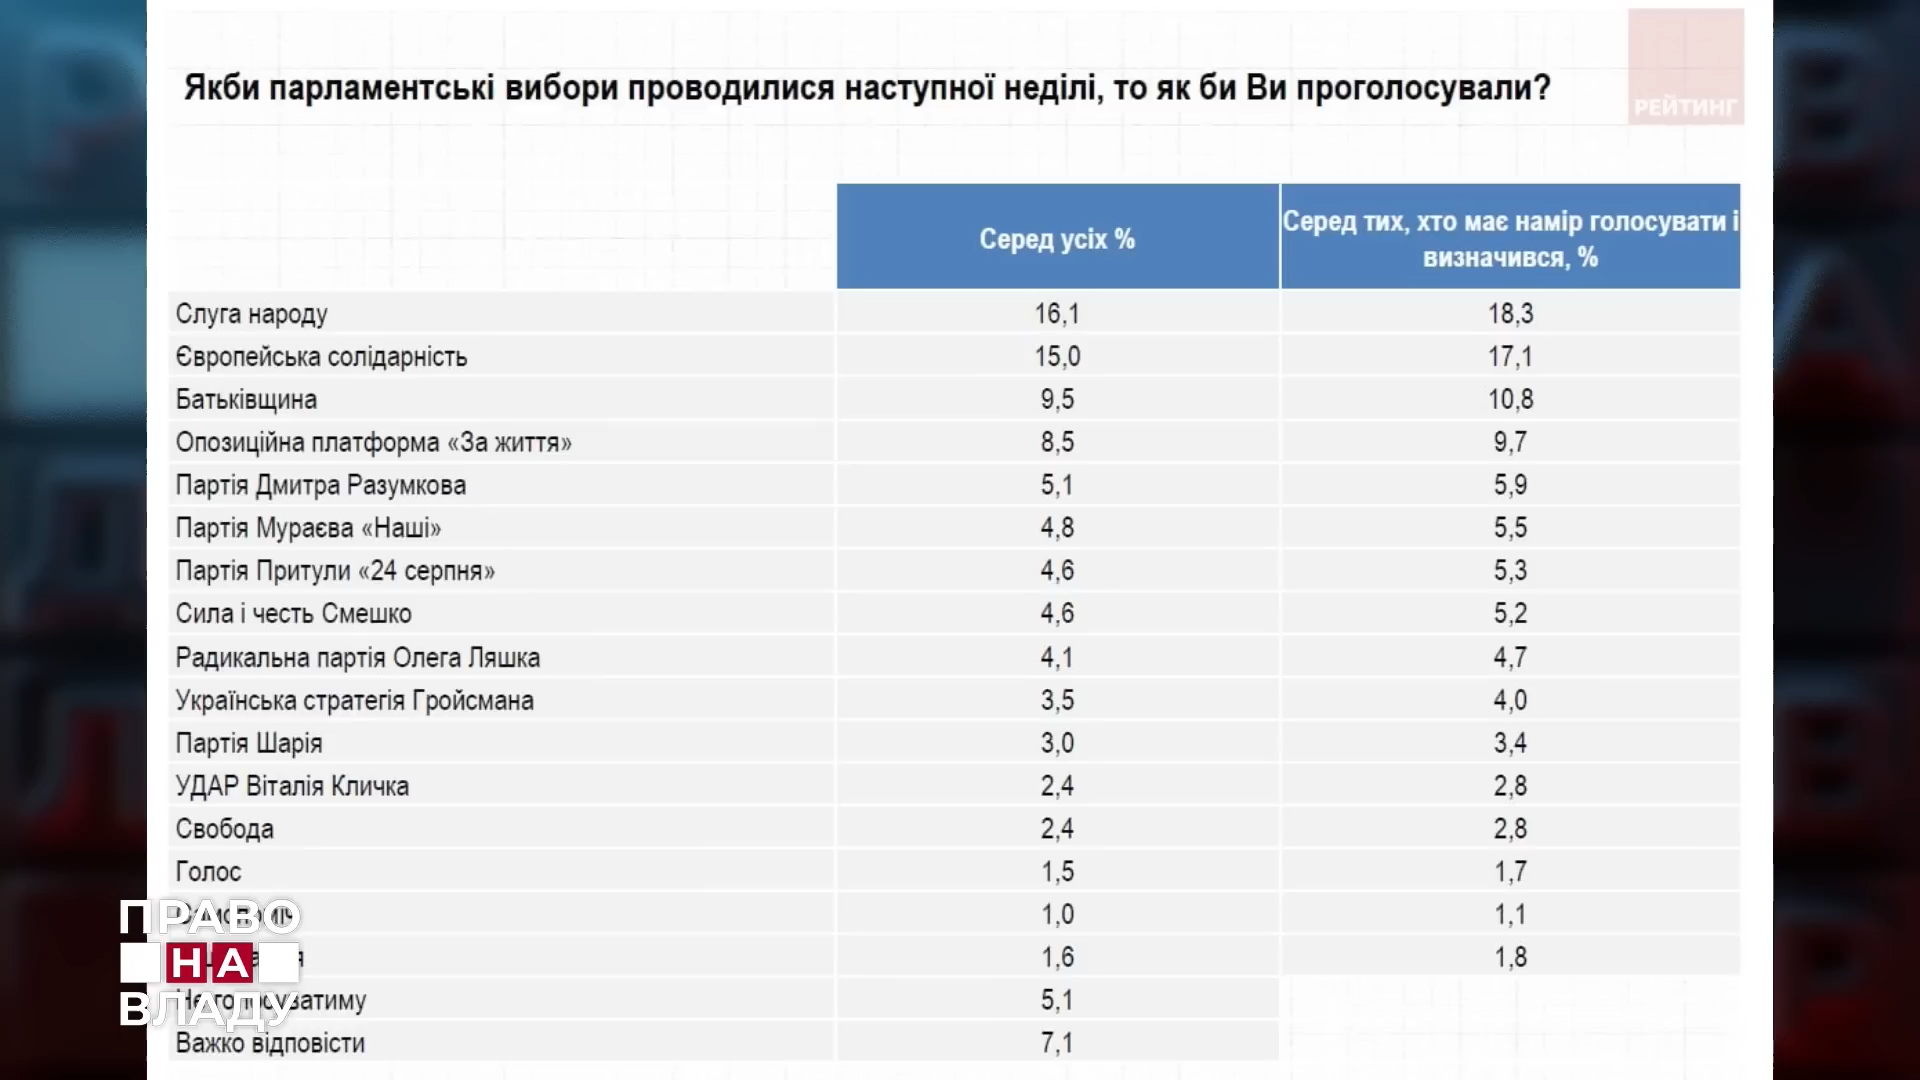 Якби парламентські вибори проводилися наступної неділі, то як би Ви проголосували?
РЕЙТИНГ
Серед усіх %
Серед тих, хто має намір голосувати і
визначився, %
Слуга народу 16,1 18,3
Європейська солідарність 15,0 17,1
Батьківщина 9,5 10,8
Опозиційна платформа «За життя» 8,5 9,7
Партія Дмитра Разумкова 5,1 5,9
Партія Мураєва «Наші» 4,8 5,5
Партія Притули «24 серпня» 4,6 5,3
Сила і честь Смешко 4,6 5,2
Радикальна партія Олега Ляшка 4,1 4,7
Українська стратегія Гройсмана 3,5 4,0
Партія Шарія 3,0 3,4
УДАР Віталія Кличка 2,4 2,8
Свобода 2,4 2,8
Голос 1,5 1,7
1,0 1,1
1,6 1,8
Не голосуватиму 5,1
Важко відповісти 7,1
ПРАВО
НА
ВЛАДУ